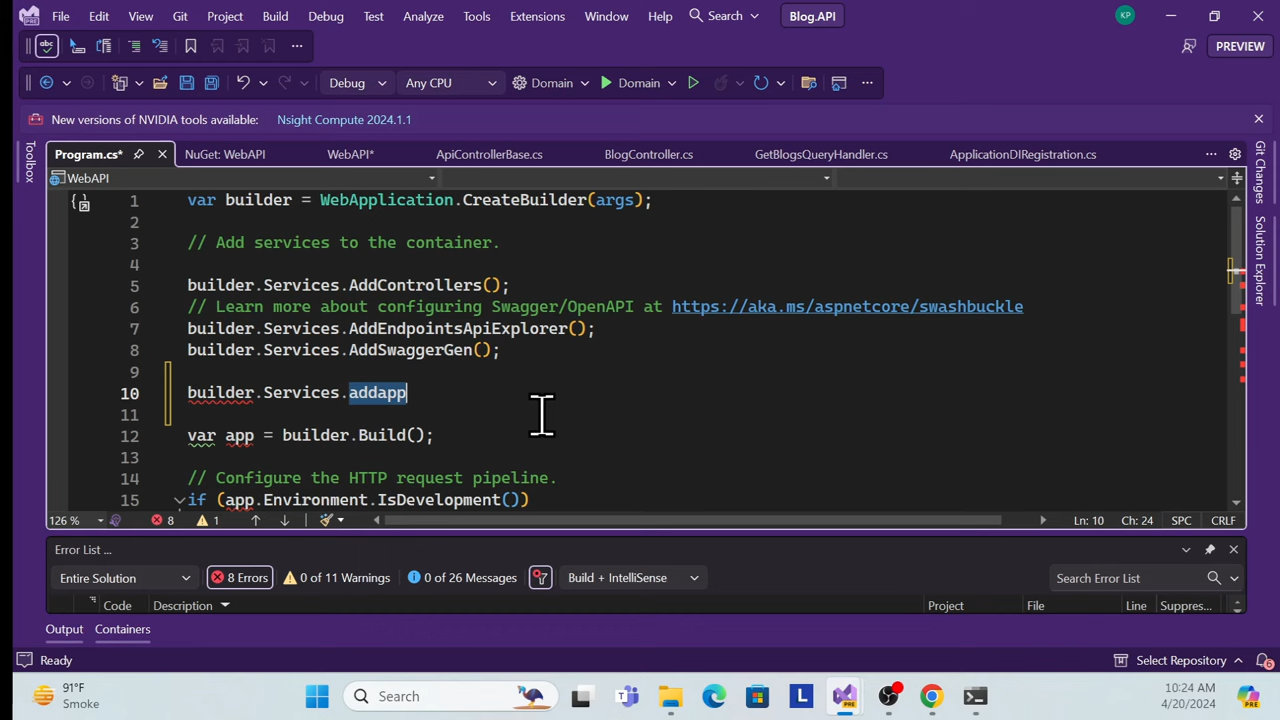 File Edit View Git Project Build Debug Test Analyze Tools Extensions Window Help Search Blog.API KP
abc PREVIEW
Debug Any CPU Domain Domain
New versions of NVIDIA tools available: Nsight Compute 2024.1.1
Toolbox Program.cs* NuGet: WebAPI WebAPI* ApiControllerBase.cs BlogController.cs GetBlogsQueryHandler.cs ApplicationDIRegistration.cs Git Changes Solution Explorer
WebAPI
1 var builder = WebApplication.CreateBuilder(args);
2
3 // Add services to the container.
4
5 builder.Services.AddControllers();
6 // Learn more about configuring Swagger/OpenAPI at https://aka.ms/aspnetcore/swashbuckle
7 builder.Services.AddEndpointsApiExplorer();
8 builder.Services.AddSwaggerGen();
9
10 builder.Services.addapp
11
12 var app = builder.Build();
13
14 // Configure the HTTP request pipeline.
15 if (app.Environment.IsDevelopment())
126 % 8 1 Ln: 10 Ch: 24 SPC CRLF
Error List ...
Entire Solution 8 Errors 0 of 11 Warnings 0 of 26 Messages Build + IntelliSense Search Error List
Code Description Project File Line Suppres...
Output Containers
Ready Select Repository 6
91°F Search L PRE 10:24 AM PRE
Smoke 4/20/2024